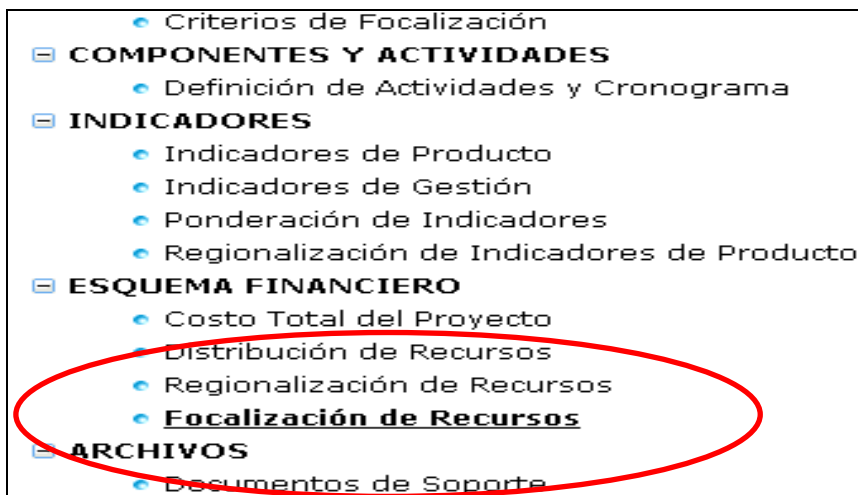 Criterios de Focalización
COMPONENTES Y ACTIVIDADES
Definición de Actividades y Cronograma
INDICADORES
Indicadores de Producto
Indicadores de Gestión
Ponderación de Indicadores
Regionalización de Indicadores de Producto
ESQUEMA FINANCIERO
Costo Total del Proyecto
Distribución de Recursos
Regionalización de Recursos
Focalización de Recursos
ARCHIVOS
Documentos de Soporte